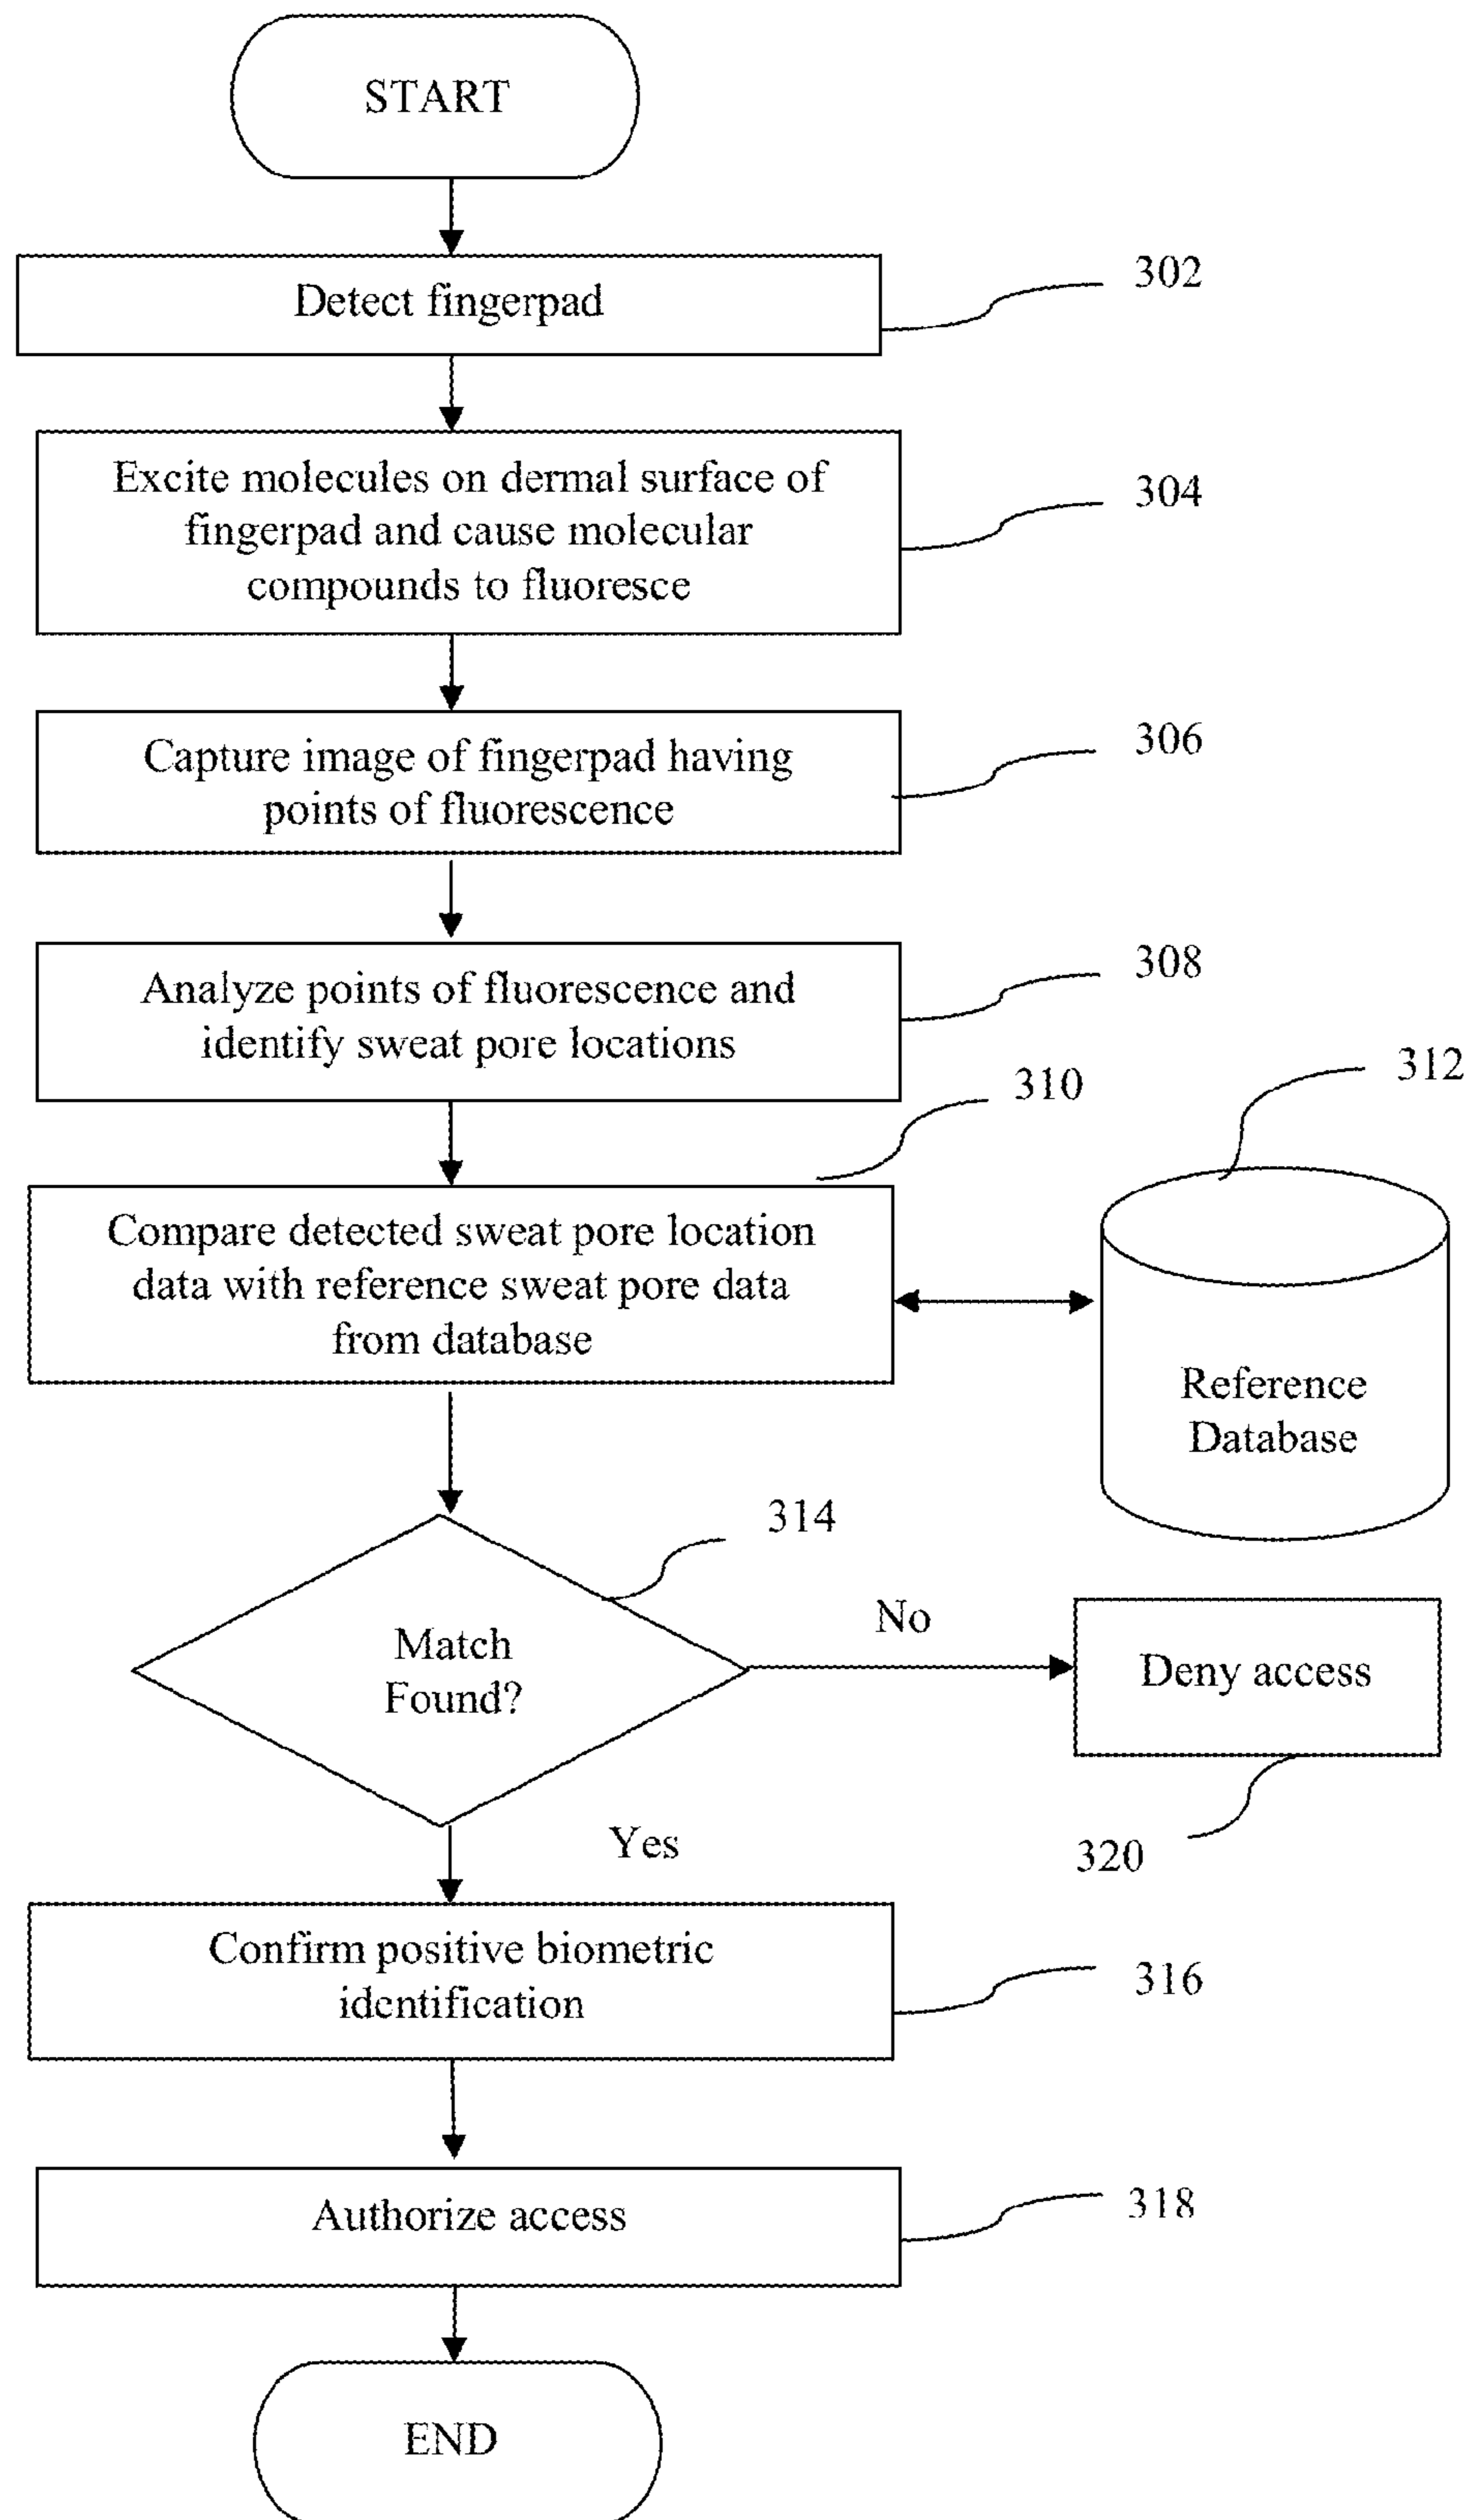 START
Detect fingerpad
302
Excite molecules on dermal surface of
fingerpad and cause molecular
compounds to fluoresce
304
Capture image of fingerpad having
points of fluorescence
306
Analyze points of fluorescence and
identify sweat pore locations
308
310
312
Compare detected sweat pore location
data with reference sweat pore data
from database
Reference
Database
314
Match
Found?
No
Deny access
320
Yes
Confirm positive biometric
identification
316
Authorize access
318
END